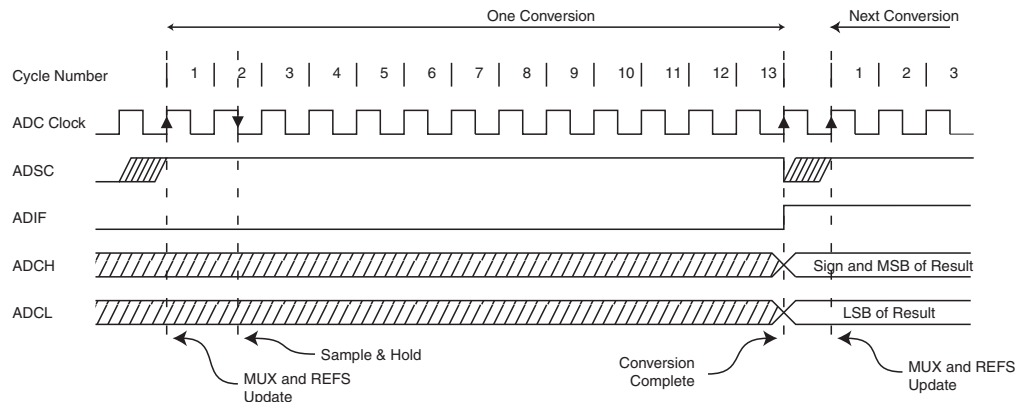 One Conversion
Next Conversion
Cycle Number 1 2 3 4 5 6 7 8 9 10 11 12 13 1 2 3
ADC Clock
ADSC
ADIF
ADCH
Sign and MSB of Result
ADCL
LSB of Result
Sample & Hold
MUX and REFS
Update
Conversion
Complete
MUX and REFS
Update